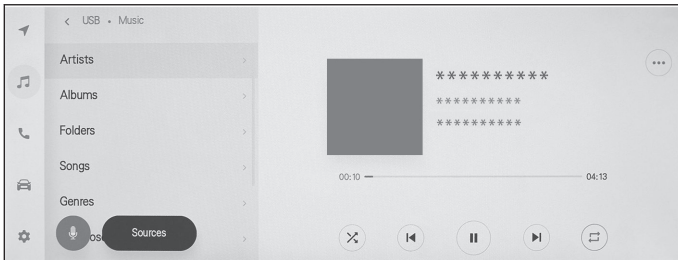 USB • Music
Artists
Albums
Folders
Songs
Genres
Sources
**********
**********
**********
00:10
04:13